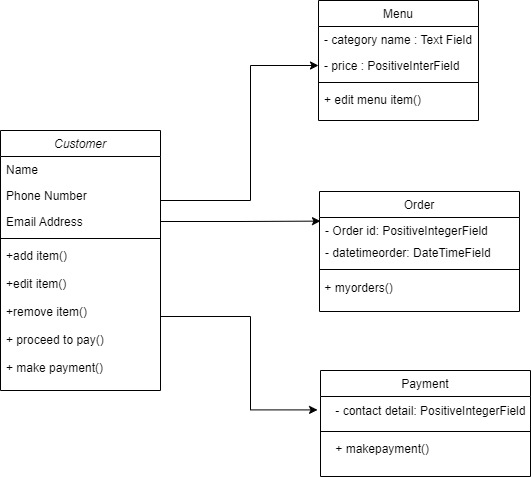 Menu
- category name : Text Field
- price : PositiveInterField
+ edit menu item()
Customer
Name
Phone Number
Email Address
+add item()
+edit item()
+remove item()
+ proceed to pay()
+ make payment()
Order
- Order id: PositiveIntegerField
- datetimeorder: DateTimeField
+ myorders()
Payment
- contact detail: PositiveIntegerField
+ makepayment()